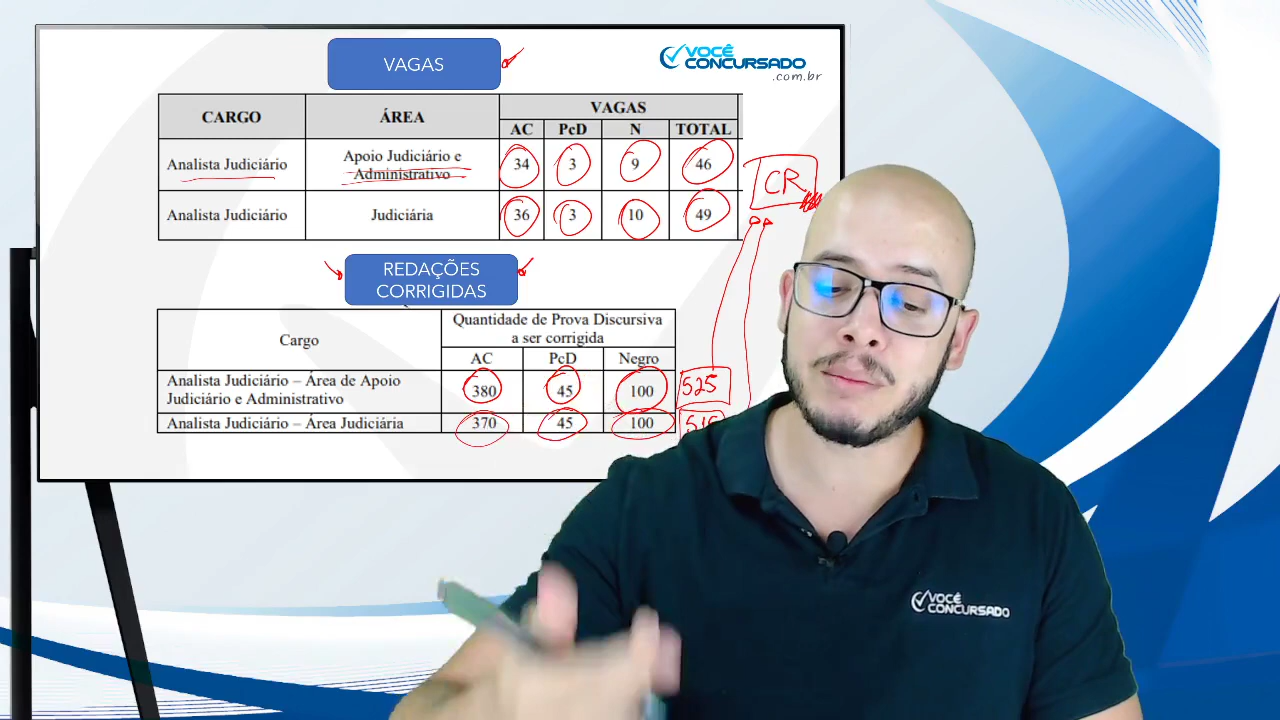 VAGAS
VOCÊ
CONCURSADO
.com.br
CARGO ÁREA VAGAS
AC PcD N TOTAL
Analista Judiciário Apoio Judiciário e Administrativo 34 3 9 46
Analista Judiciário Judiciária 36 3 10 49
CR
REDAÇÕES
CORRIGIDAS
Cargo Quantidade de Prova Discursiva
a ser corrigida
AC PcD Negro
Analista Judiciário – Área de Apoio
Judiciário e Administrativo 380 45 100 525
Analista Judiciário – Área Judiciária 370 45 100
VOCÊ
CONCURSADO